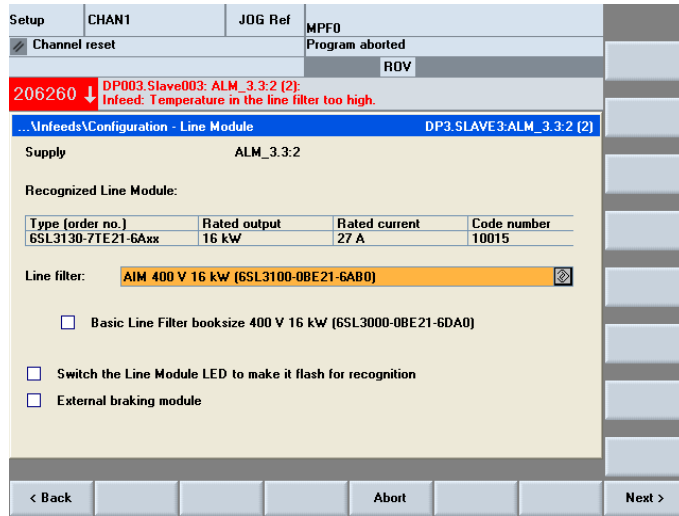 Setup CHAN1 JOG Ref MPF0
Channel reset Program aborted
ROV
206260 DP003.Slave003: ALM_3.3:2 (2):
Infeed: Temperature in the line filter too high.
...\Infeeds\Configuration - Line Module DP3.SLAVE3:ALM_3.3:2 (2)
Supply ALM_3.3:2
Recognized Line Module:
Type (order no.) Rated output Rated current Code number
6SL3130-7TE21-6Axx 16 kW 27 A 10015
Line filter: AIM 400 V 16 kW (6SL3100-0BE21-6AB0)
Basic Line Filter booksize 400 V 16 kW (6SL3000-0BE21-6DA0)
Switch the Line Module LED to make it flash for recognition
External braking module
< Back Abort Next >